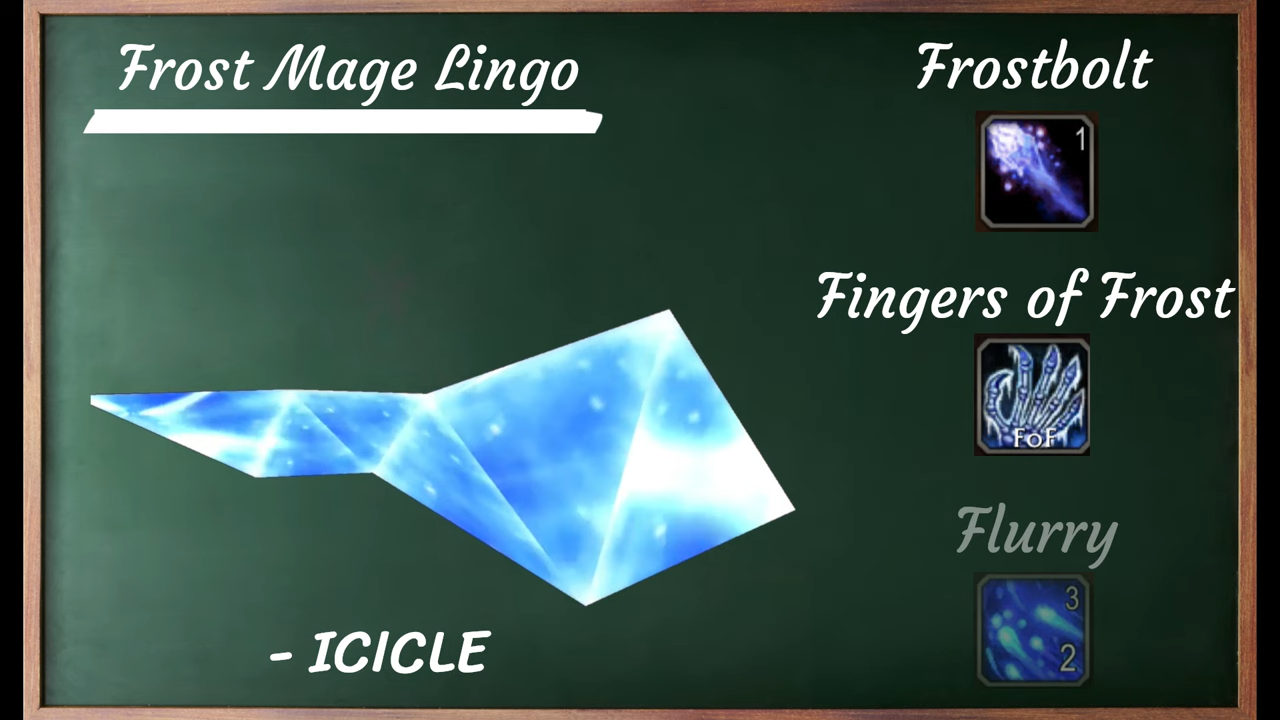 Frost Mage Lingo
- ICICLE
Frostbolt
1
Fingers of Frost
FoF
Flurry
3
2